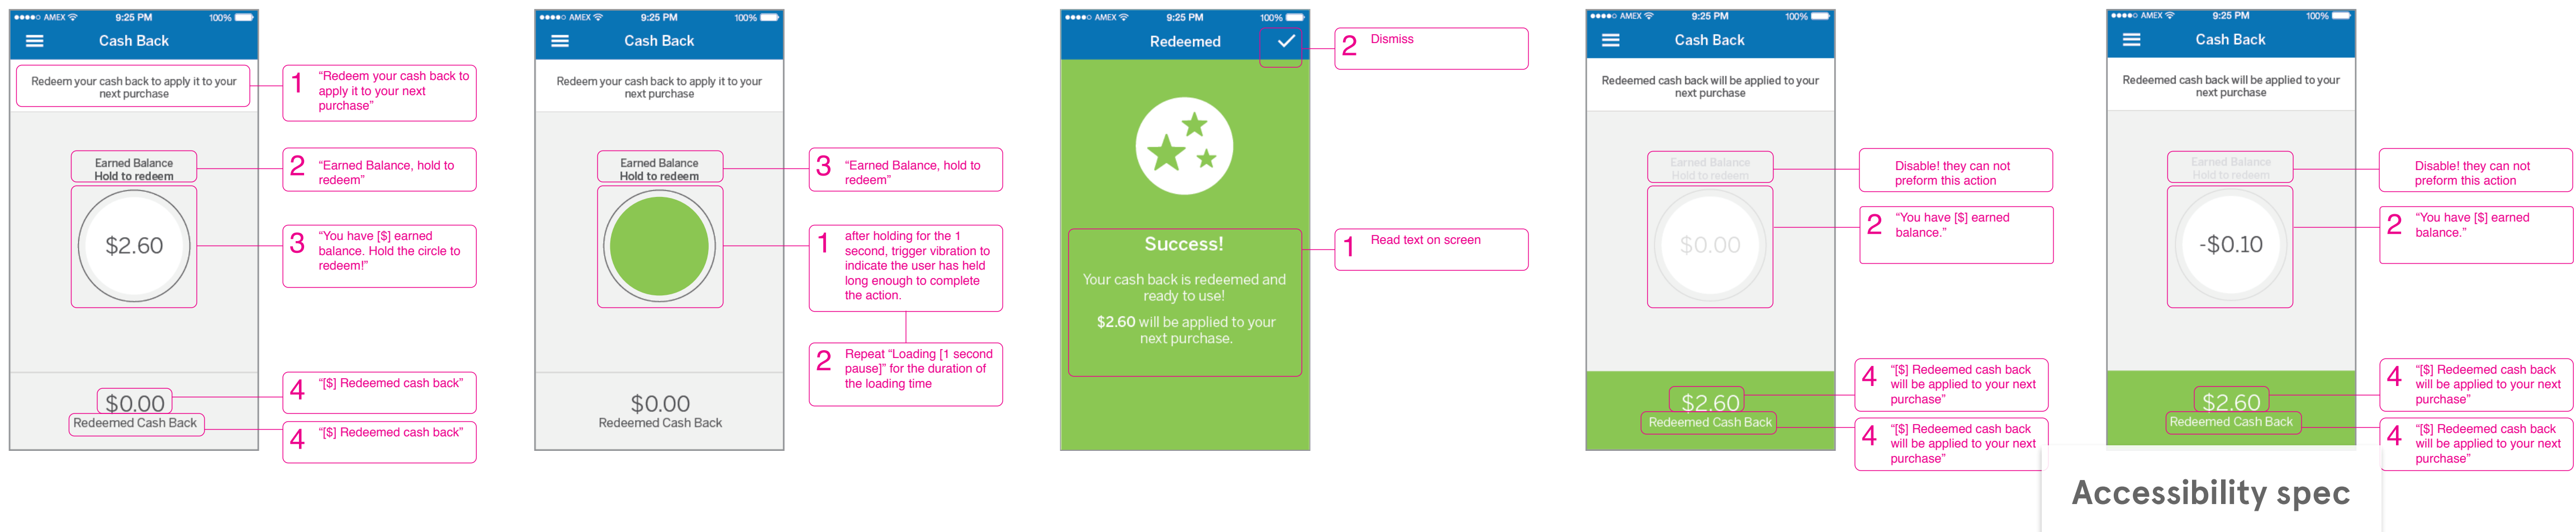 AMEX 9:25 PM 100%
Cash Back
Redeem your cash back to apply it to your
next purchase
Earned Balance
Hold to redeem
$2.60
$0.00
Redeemed Cash Back
1 “Redeem your cash back to
apply it to your next
purchase”
2 “Earned Balance, hold to
redeem”
3 “You have [$] earned
balance. Hold the circle to
redeem!”
4 “[$] Redeemed cash back”
4 “[$] Redeemed cash back”
AMEX 9:25 PM 100%
Cash Back
Redeem your cash back to apply it to your
next purchase
Earned Balance
Hold to redeem
$0.00
Redeemed Cash Back
3 “Earned Balance, hold to
redeem”
1 after holding for the 1
second, trigger vibration to
indicate the user has held
long enough to complete
the action.
2 Repeat “Loading [1 second
pause]” for the duration of
the loading time
AMEX 9:25 PM 100%
Redeemed
Success!
Your cash back is redeemed and
ready to use!
$2.60 will be applied to your
next purchase.
2 Dismiss
1 Read text on screen
AMEX 9:25 PM 100%
Cash Back
Redeemed cash back will be applied to your
next purchase
Earned Balance
Hold to redeem
$0.00
$2.60
Redeemed Cash Back
Disable! they can not
preform this action
2 “You have [$] earned
balance.”
4 “[$] Redeemed cash back
will be applied to your next
purchase”
4 “[$] Redeemed cash back
will be applied to your next
purchase”
AMEX 9:25 PM 100%
Cash Back
Redeemed cash back will be applied to your
next purchase
Earned Balance
Hold to redeem
-$0.10
$2.60
Redeemed Cash Back
Disable! they can not
preform this action
2 “You have [$] earned
balance.”
4 “[$] Redeemed cash back
will be applied to your next
purchase”
4 “[$] Redeemed cash back
will be applied to your next
purchase”
Accessibility spec